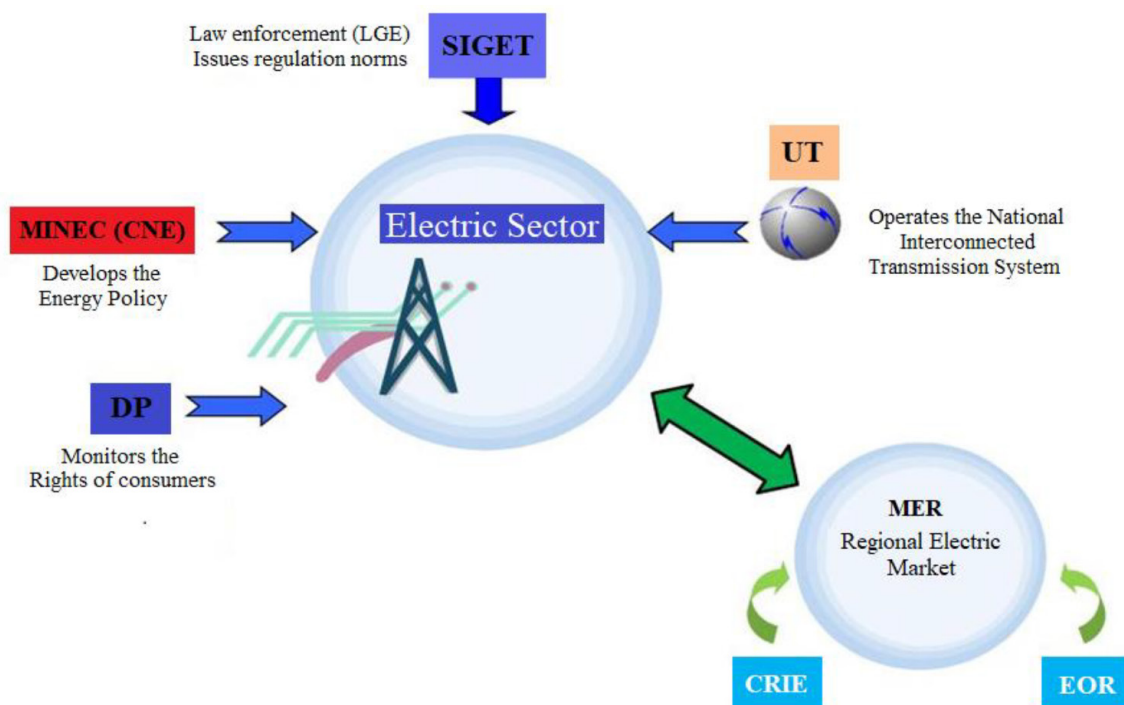 Law enforcement (LGE)
Issues regulation norms
SIGET
UT
Operates the National
Interconnected
Transmission System
MINEC (CNE)
Develops the
Energy Policy
Electric Sector
DP
Monitors the
Rights of consumers
.
MER
Regional Electric
Market
CRIE
EOR